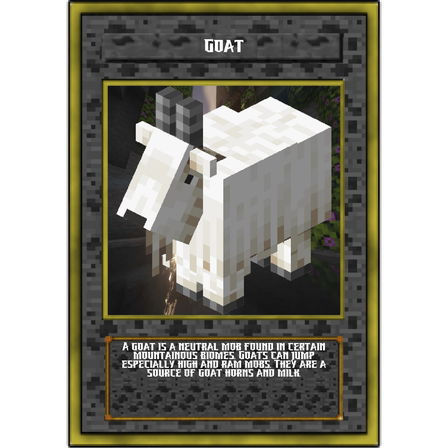 GOAT
A GOAT IS A NEUTRAL MOB FOUND IN CERTAIN
MOUNTAINOUS BIOMES. GOATS CAN JUMP
ESPECIALLY HIGH AND RAM MOBS. THEY ARE A
SOURCE OF GOAT HORNS AND MILK